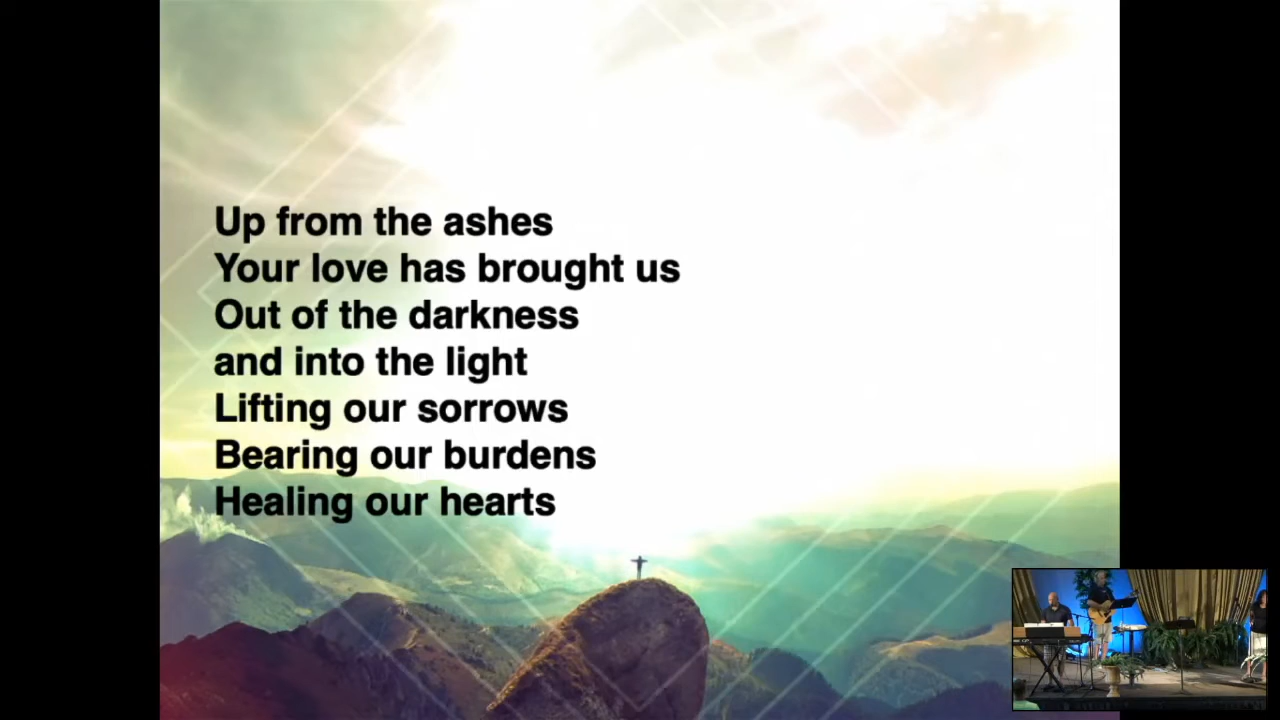 Up from the ashes
Your love has brought us
Out of the darkness
and into the light
Lifting our sorrows
Bearing our burdens
Healing our hearts